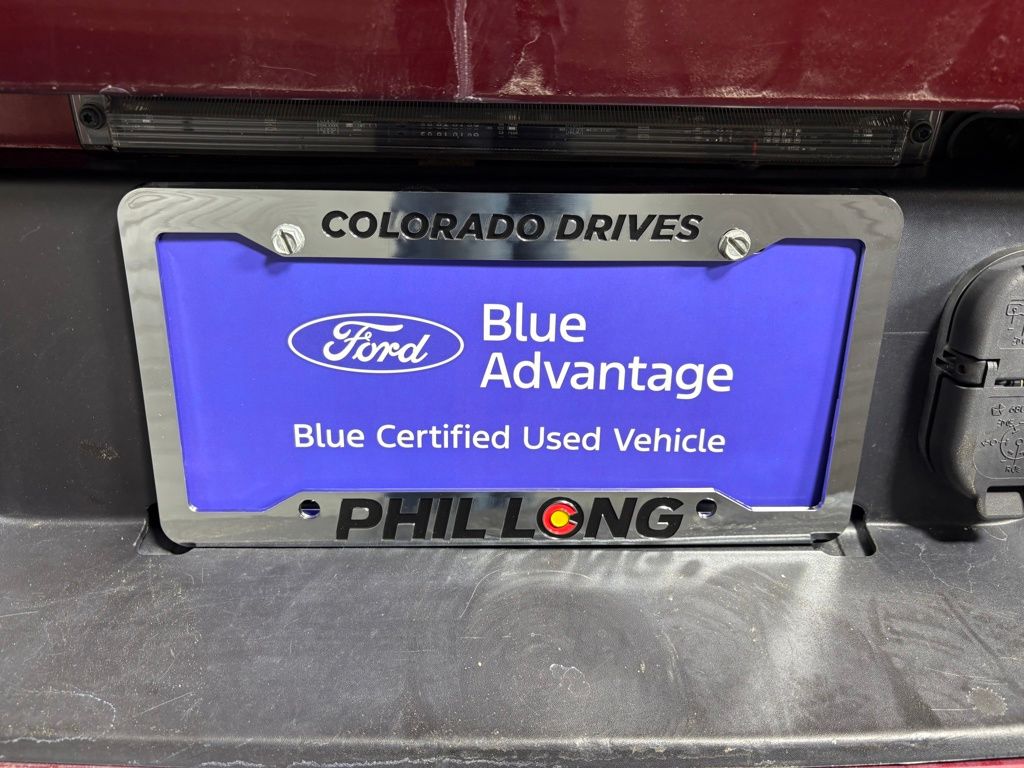 COLORADO DRIVES
Ford
Blue
Advantage
Blue Certified Used Vehicle
PHIL LONG